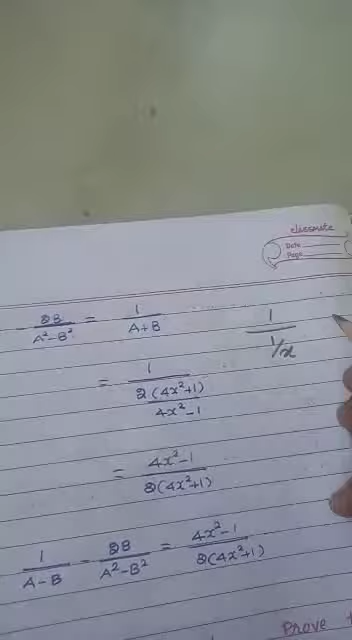 classmate
Date
Page
- 2B/(A²-B²) = 1/(A+B)
1/(1/x)
= 1/(2(4x²+1)/(4x²-1))
= (4x²-1)/(2(4x²+1))
1/(A-B) - 2B/(A²-B²) = (4x²-1)/(2(4x²+1))
Prove